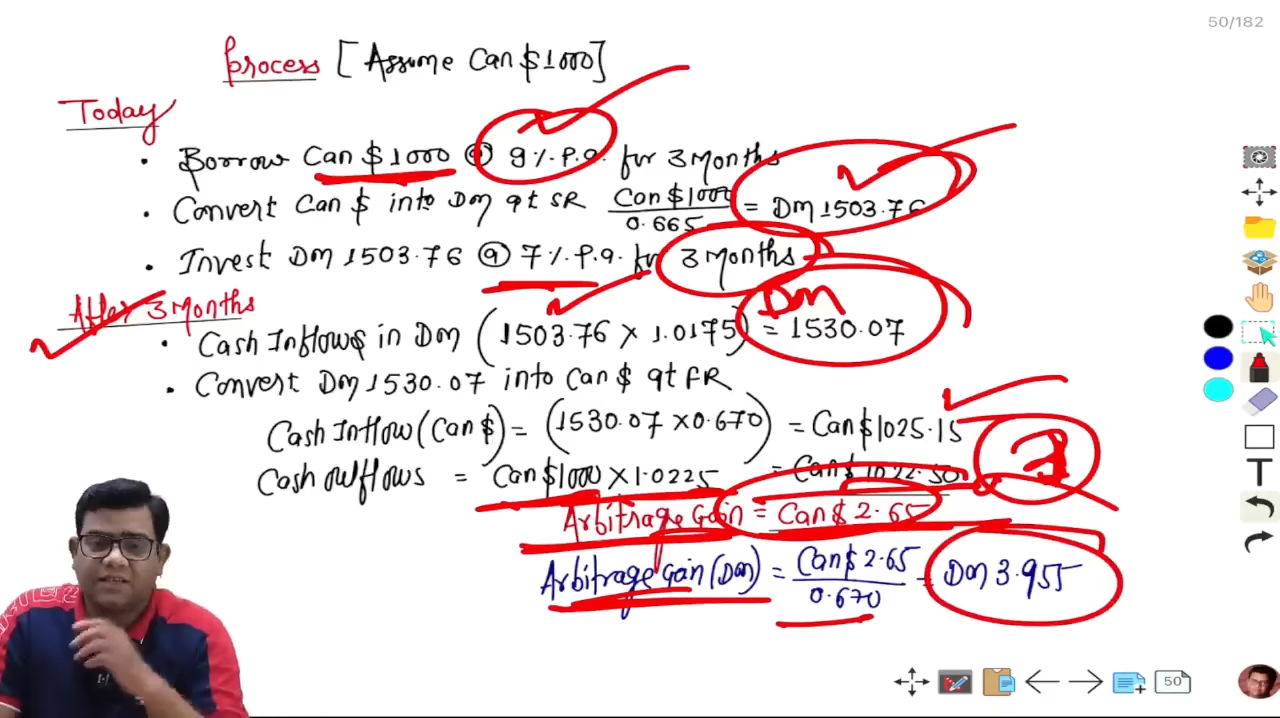 50/182
Process [Assume Can $1000]
Today
• Borrow Can $1000 @ 9%.P.a. for 3 Months
• Convert Can $ into Dm at SR Can $1000 / 0.665 = Dm 1503.76
• Invest Dm 1503.76 @ 7%.P.a. for 3 Months
After 3 Months
Dm
• Cash Inflows in Dm (1503.76 × 1.0175) = 1530.07
• Convert Dm 1530.07 into Can $ at FR
Cash Inflow (Can $) = (1530.07 × 0.670) = Can $1025.15
Cash outflows = Can $1000 × 1.0225 = Can $1022.50
Arbitrage Gain = Can $ 2.65
Arbitrage Gain (Dm) = Can $ 2.65 / 0.670 = Dm 3.955
T
50